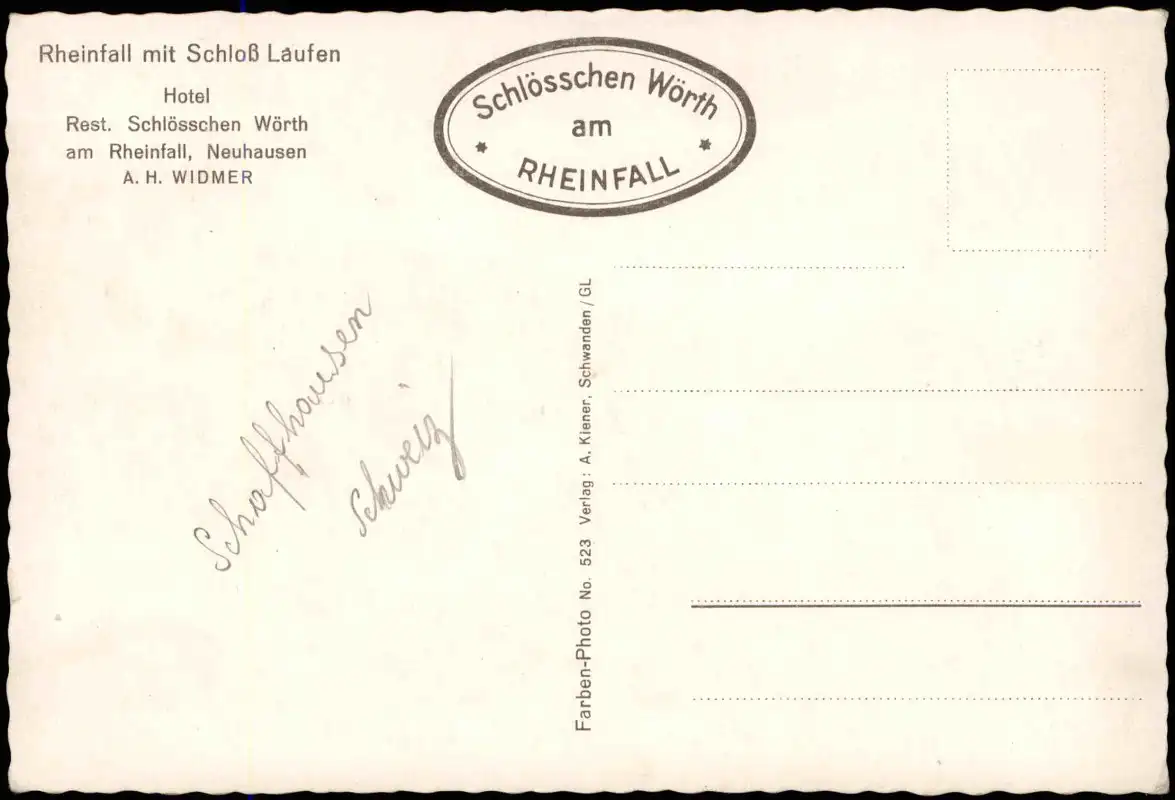 Rheinfall mit Schloß Laufen
Hotel
Rest. Schlösschen Wörth
am Rheinfall, Neuhausen
A. H. WIDMER
Schlösschen Wörth
am
* RHEINFALL *
Schaffhausen
Schweiz
Farben-Photo No. 523 Verlag: A. Kiener, Schwanden/GL